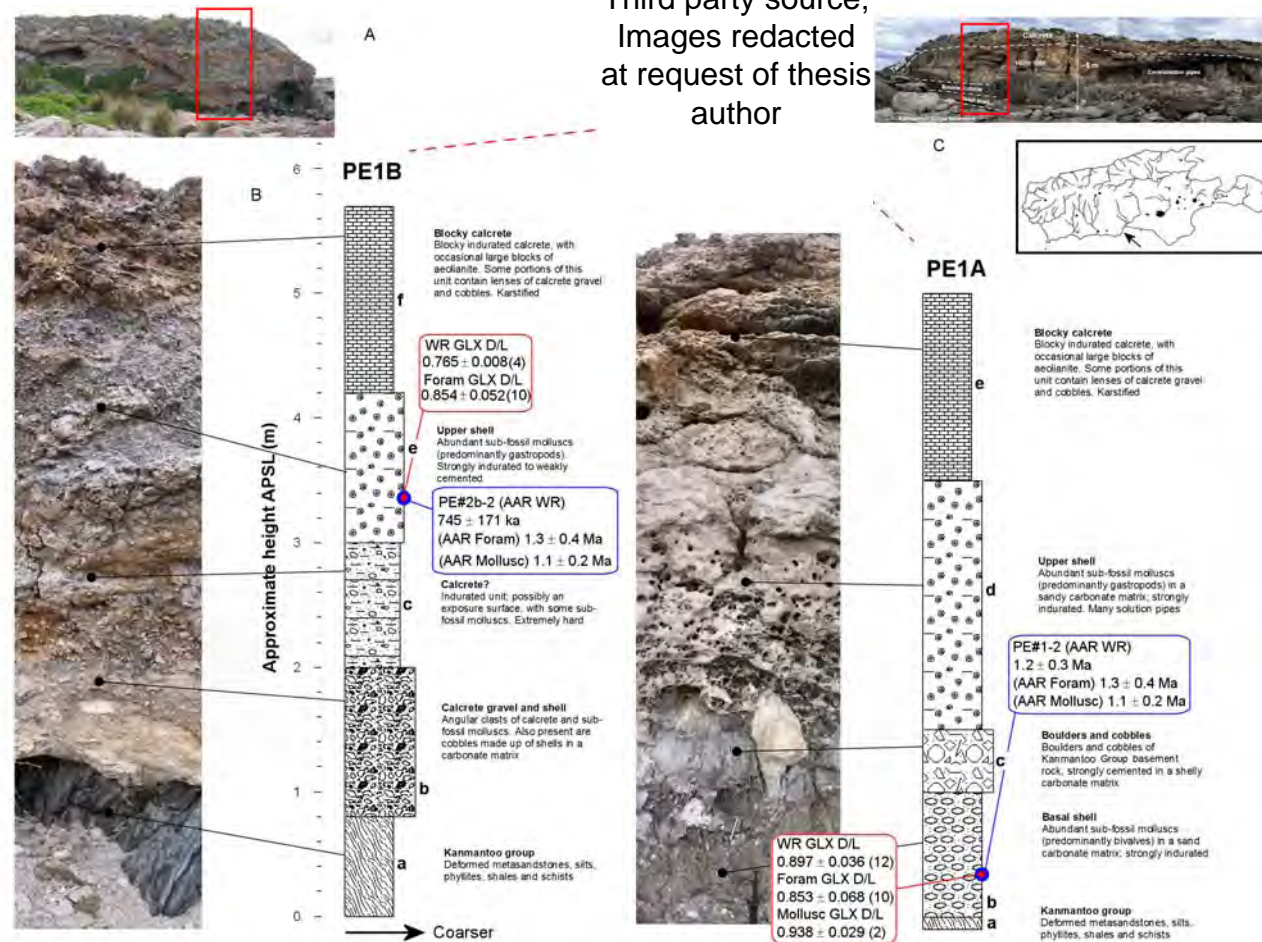 Third party source,
Images redacted
at request of thesis
author
A
Calcrete
C
PE1B
B
6
5
4
3
2
1
0
Approximate height APSL (m)
Blocky calcrete
Blocky indurated calcrete, with
occasional large blocks of
aeolianite. Some portions of this
unit contain lenses of calcrete gravel
and cobbles. Karstified
f
WR GLX D/L
0.765 ± 0.008(4)
Foram GLX D/L
0.854 ± 0.052(10)
Upper shell
Abundant sub-fossil molluscs
(predominantly gastropods).
Strongly indurated to weakly
cemented
e
PE#2b-2 (AAR WR)
745 ± 171 ka
(AAR Foram) 1.3 ± 0.4 Ma
(AAR Mollusc) 1.1 ± 0.2 Ma
Calcrete?
Indurated unit; possibly an
exposure surface, with some sub-
fossil molluscs. Extremely hard
c
Calcrete gravel and shell
Angular clasts of calcrete and sub-
fossil molluscs. Also present are
cobbles made up of shells in a
carbonate matrix
b
Kanmantoo group
Deformed metasandstones, silts,
phyllites, shales and schists
a
Coarser
PE1A
Blocky calcrete
Blocky indurated calcrete, with
occasional large blocks of
aeolianite. Some portions of this
unit contain lenses of calcrete gravel
and cobbles. Karstified
e
Upper shell
Abundant sub-fossil molluscs
(predominantly gastropods) in a
sandy carbonate matrix; strongly
indurated. Many solution pipes
d
PE#1-2 (AAR WR)
1.2 ± 0.3 Ma
(AAR Foram) 1.3 ± 0.4 Ma
(AAR Mollusc) 1.1 ± 0.2 Ma
Boulders and cobbles
Boulders and cobbles of
Kanmantoo Group basement
rock, strongly cemented in a shelly
carbonate matrix
c
Basal shell
Abundant sub-fossil molluscs
(predominantly bivalves) in a sand
carbonate matrix; strongly indurated
b
WR GLX D/L
0.897 ± 0.036 (12)
Foram GLX D/L
0.853 ± 0.068 (10)
Mollusc GLX D/L
0.938 ± 0.029 (2)
Kanmantoo group
Deformed metasandstones, silts,
phyllites, shales and schists
a